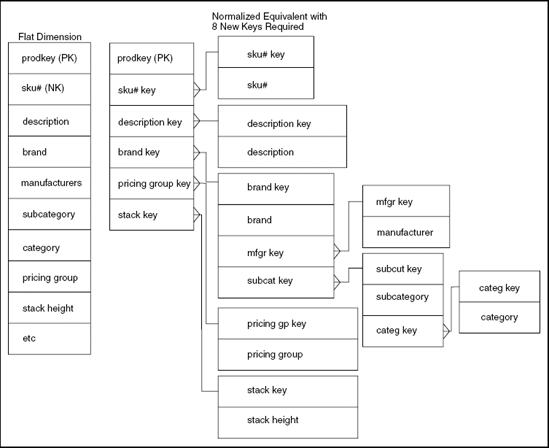 Normalized Equivalent with
8 New Keys Required
Flat Dimension
prodkey (PK)
sku# (NK)
description
brand
manufacturers
subcategory
category
pricing group
stack height
etc
prodkey (PK)
sku# key
description key
brand key
pricing group key
stack key
sku# key
sku#
description key
description
brand key
brand
mfgr key
subcat key
pricing gp key
pricing group
stack key
stack height
mfgr key
manufacturer
subcut key
subcategory
categ key
categ key
category